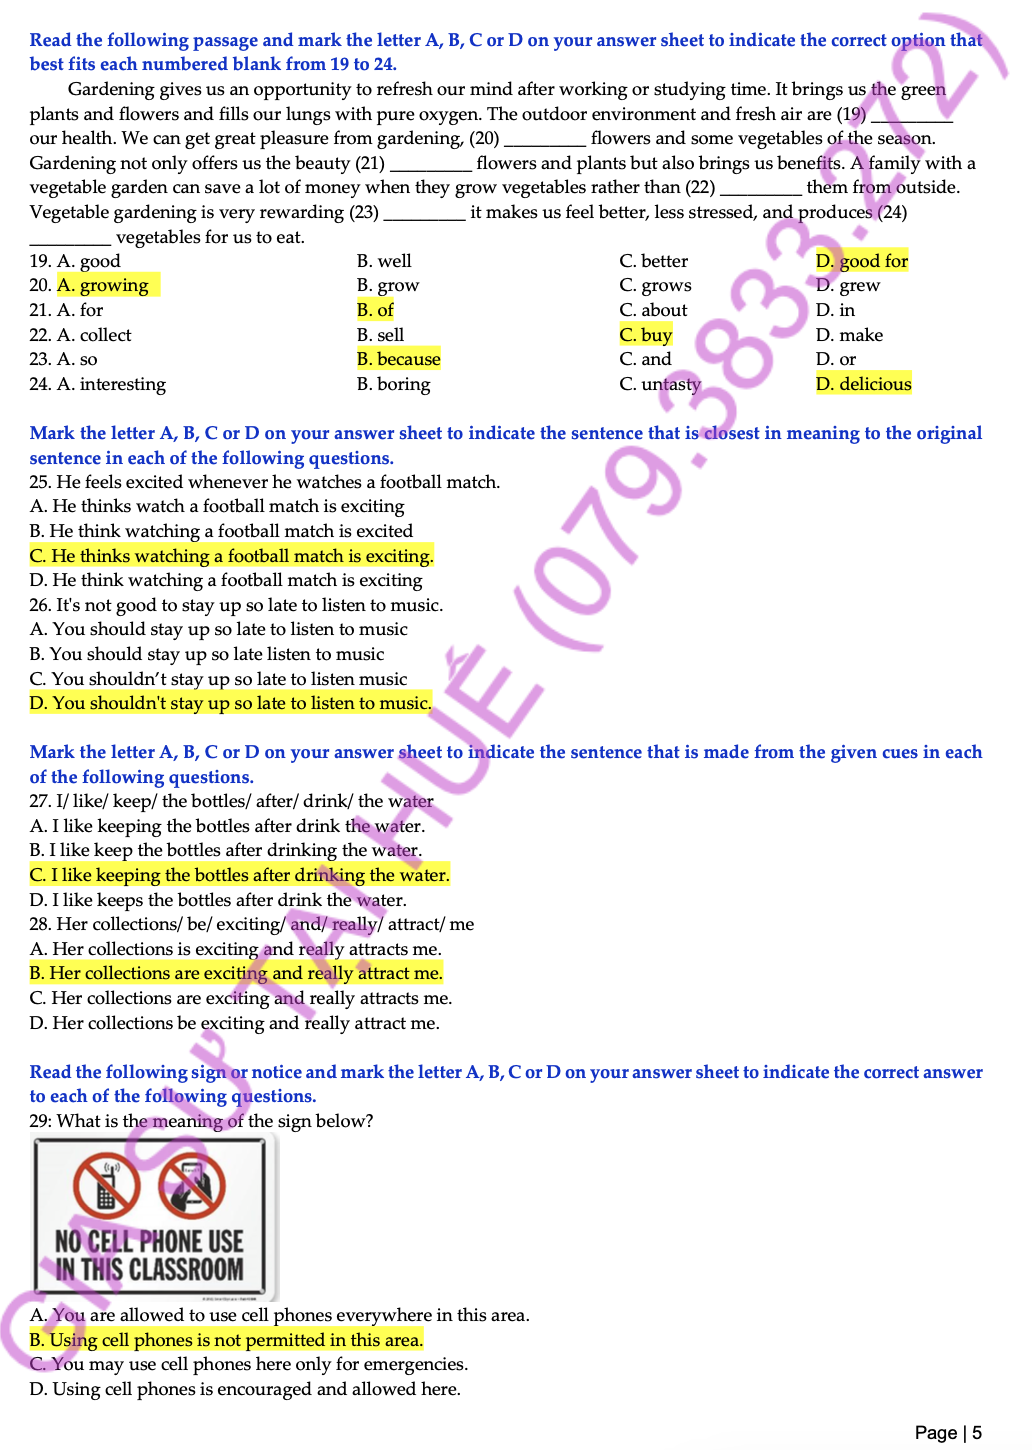 Read the following passage and mark the letter A, B, C or D on your answer sheet to indicate the correct option that
best fits each numbered blank from 19 to 24.
Gardening gives us an opportunity to refresh our mind after working or studying time. It brings us the green
plants and flowers and fills our lungs with pure oxygen. The outdoor environment and fresh air are (19) _________
our health. We can get great pleasure from gardening, (20) _________ flowers and some vegetables of the season.
Gardening not only offers us the beauty (21) _________ flowers and plants but also brings us benefits. A family with a
vegetable garden can save a lot of money when they grow vegetables rather than (22) _________ them from outside.
Vegetable gardening is very rewarding (23) _________ it makes us feel better, less stressed, and produces (24)
_________ vegetables for us to eat.
19. A. good B. well C. better D. good for
20. A. growing B. grow C. grows D. grew
21. A. for B. of C. about D. in
22. A. collect B. sell C. buy D. make
23. A. so B. because C. and D. or
24. A. interesting B. boring C. untasty D. delicious
Mark the letter A, B, C or D on your answer sheet to indicate the sentence that is closest in meaning to the original
sentence in each of the following questions.
25. He feels excited whenever he watches a football match.
A. He thinks watch a football match is exciting
B. He think watching a football match is excited
C. He thinks watching a football match is exciting.
D. He think watching a football match is exciting
26. It's not good to stay up so late to listen to music.
A. You should stay up so late to listen to music
B. You should stay up so late listen to music
C. You shouldn’t stay up so late to listen music
D. You shouldn't stay up so late to listen to music.
Mark the letter A, B, C or D on your answer sheet to indicate the sentence that is made from the given cues in each
of the following questions.
27. I/ like/ keep/ the bottles/ after/ drink/ the water
A. I like keeping the bottles after drink the water.
B. I like keep the bottles after drinking the water.
C. I like keeping the bottles after drinking the water.
D. I like keeps the bottles after drink the water.
28. Her collections/ be/ exciting/ and/ really/ attract/ me
A. Her collections is exciting and really attracts me.
B. Her collections are exciting and really attract me.
C. Her collections are exciting and really attracts me.
D. Her collections be exciting and really attract me.
Read the following sign or notice and mark the letter A, B, C or D on your answer sheet to indicate the correct answer
to each of the following questions.
29: What is the meaning of the sign below?
NO CELL PHONE USE
IN THIS CLASSROOM
A. You are allowed to use cell phones everywhere in this area.
B. Using cell phones is not permitted in this area.
C. You may use cell phones here only for emergencies.
D. Using cell phones is encouraged and allowed here.
Page | 5
GIA SƯ TẠI HUẾ (079.3833.272)